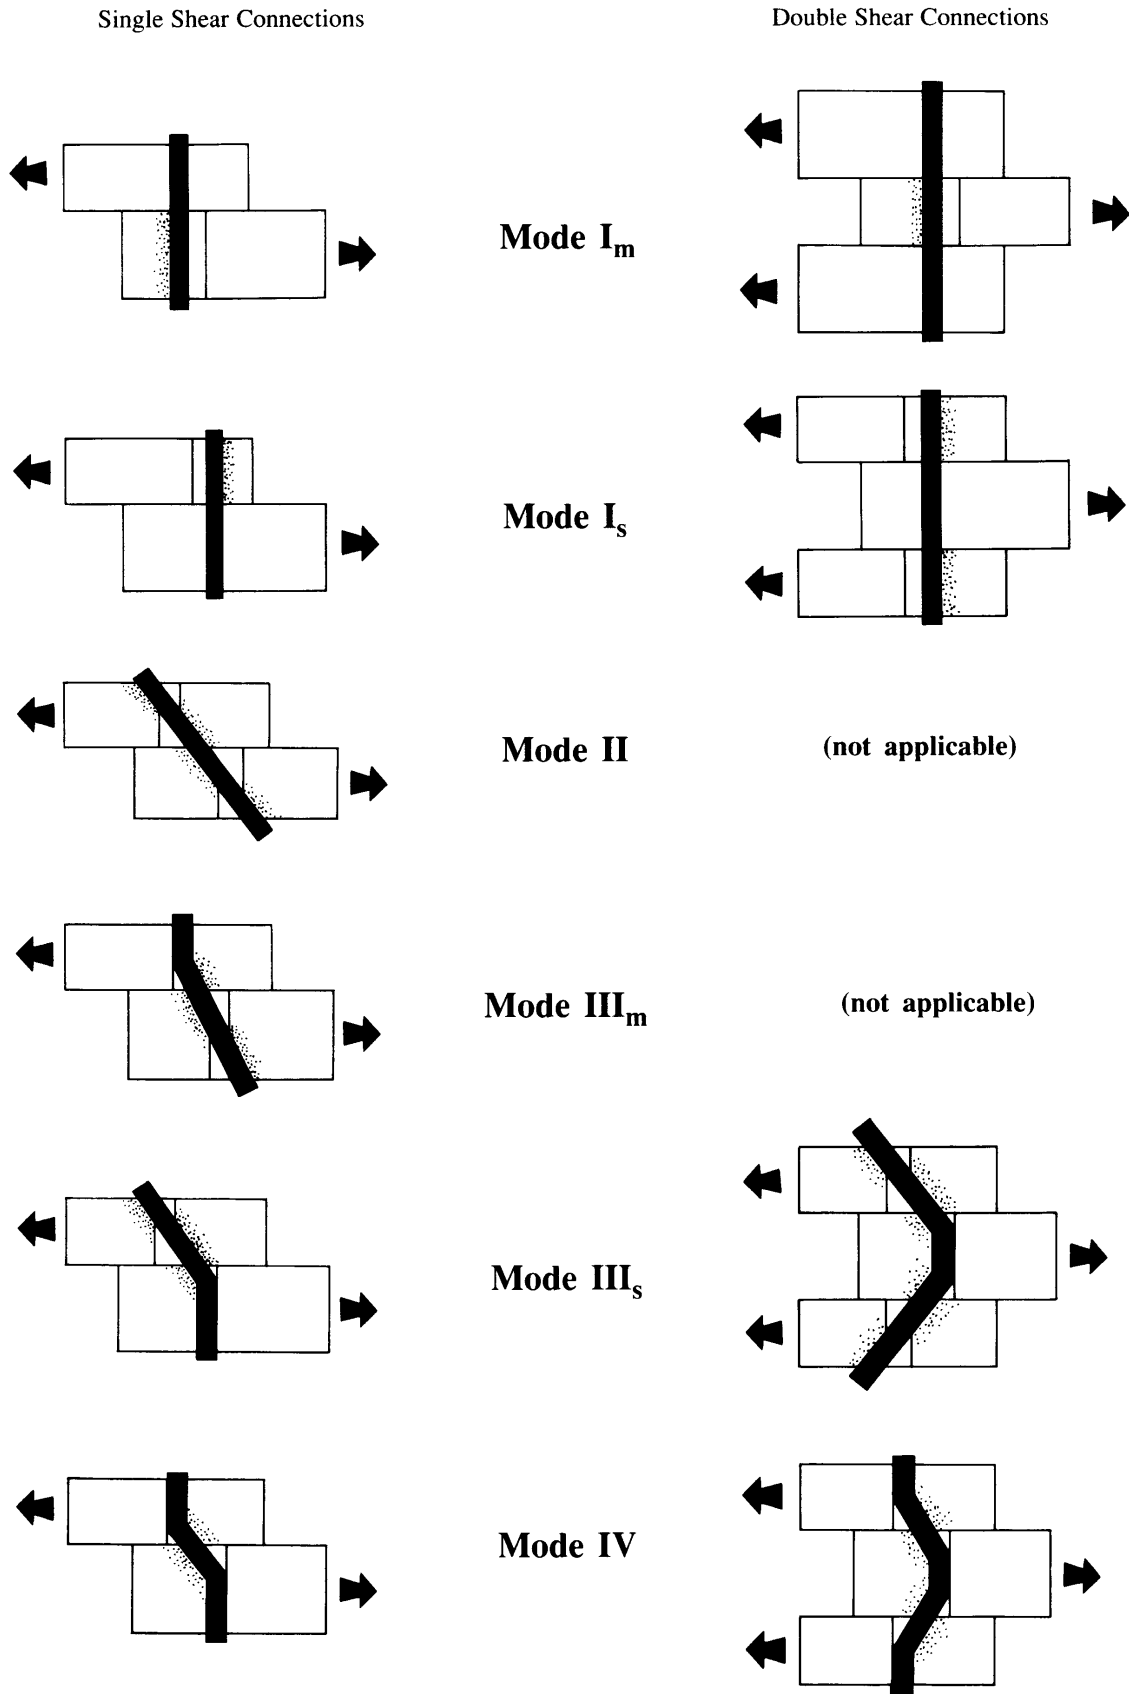 Single Shear Connections
Double Shear Connections
Mode Iₘ
Mode Iₛ
Mode II
(not applicable)
Mode IIIₘ
(not applicable)
Mode IIIₛ
Mode IV